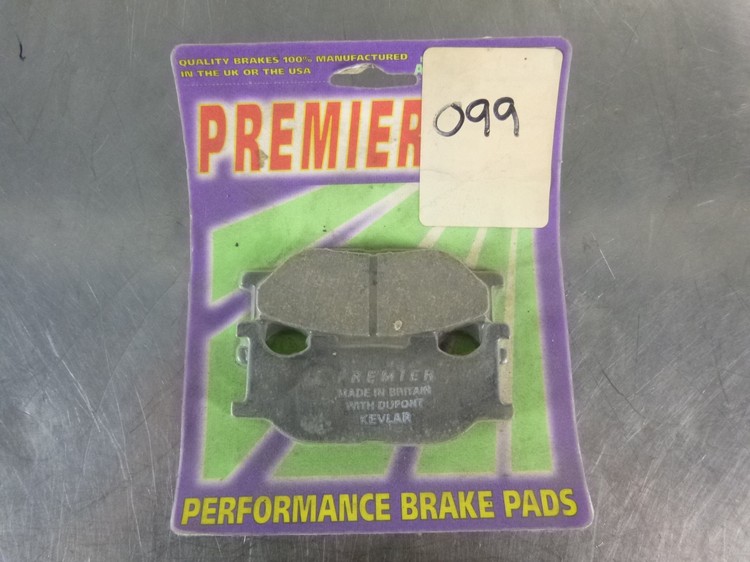 QUALITY BRAKES 100% MANUFACTURED
IN THE UK OR THE USA
PREMIER
099
PREMIER
MADE IN BRITAIN
WITH DUPONT
KEVLAR
PERFORMANCE BRAKE PADS